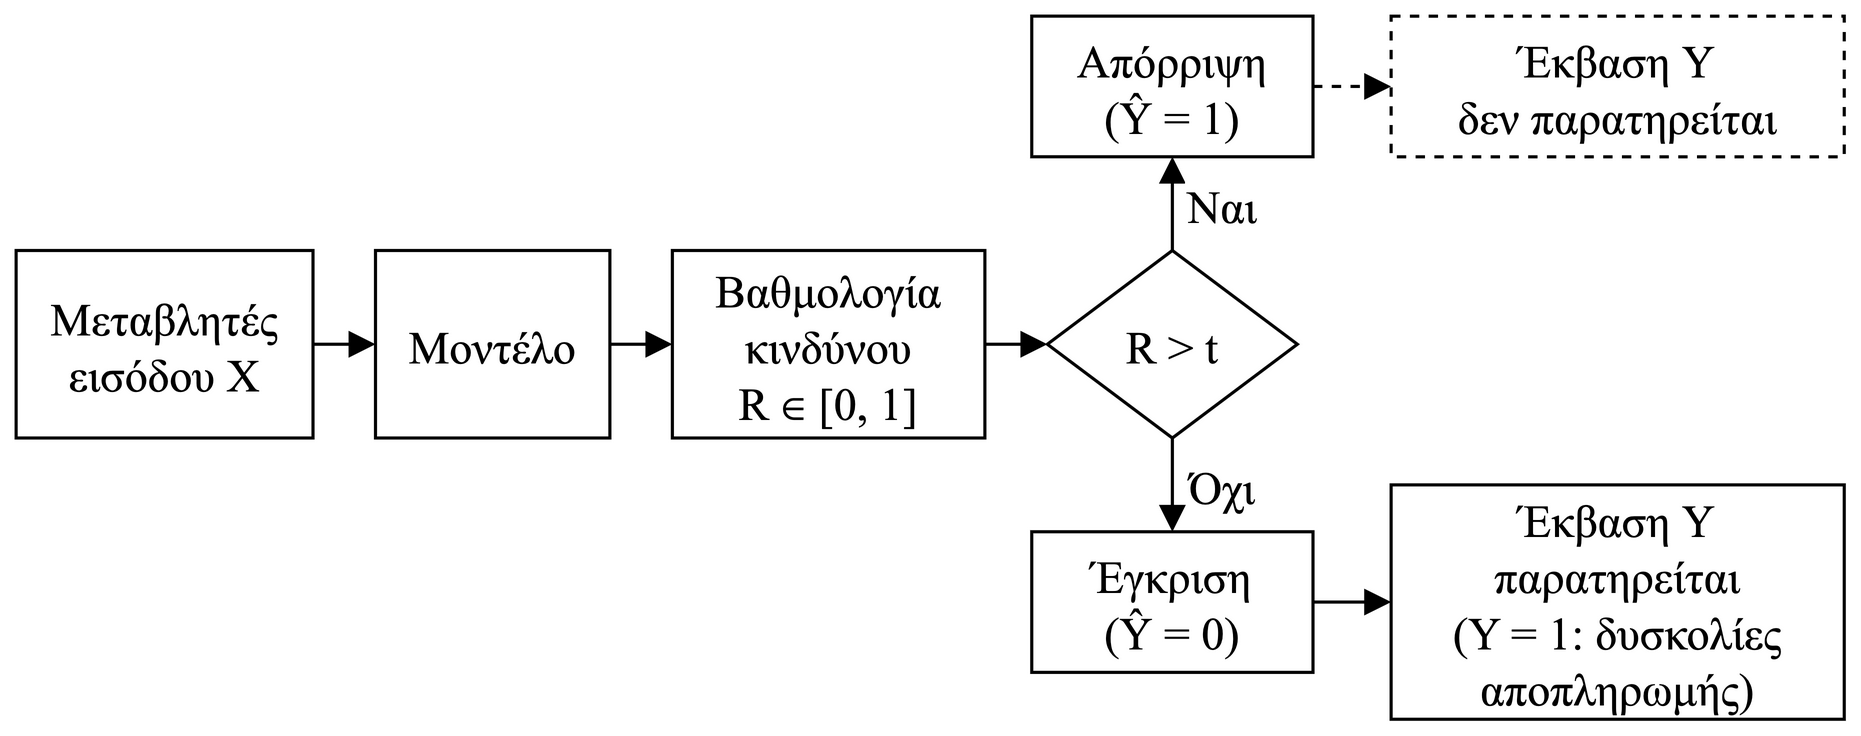 Μεταβλητές
εισόδου X
Μοντέλο
Βαθμολογία
κινδύνου
R ∈ [0, 1]
R > t
Ναι
Απόρριψη
(Ŷ = 1)
Έκβαση Y
δεν παρατηρείται
Όχι
Έγκριση
(Ŷ = 0)
Έκβαση Y
παρατηρείται
(Y = 1: δυσκολίες
αποπληρωμής)